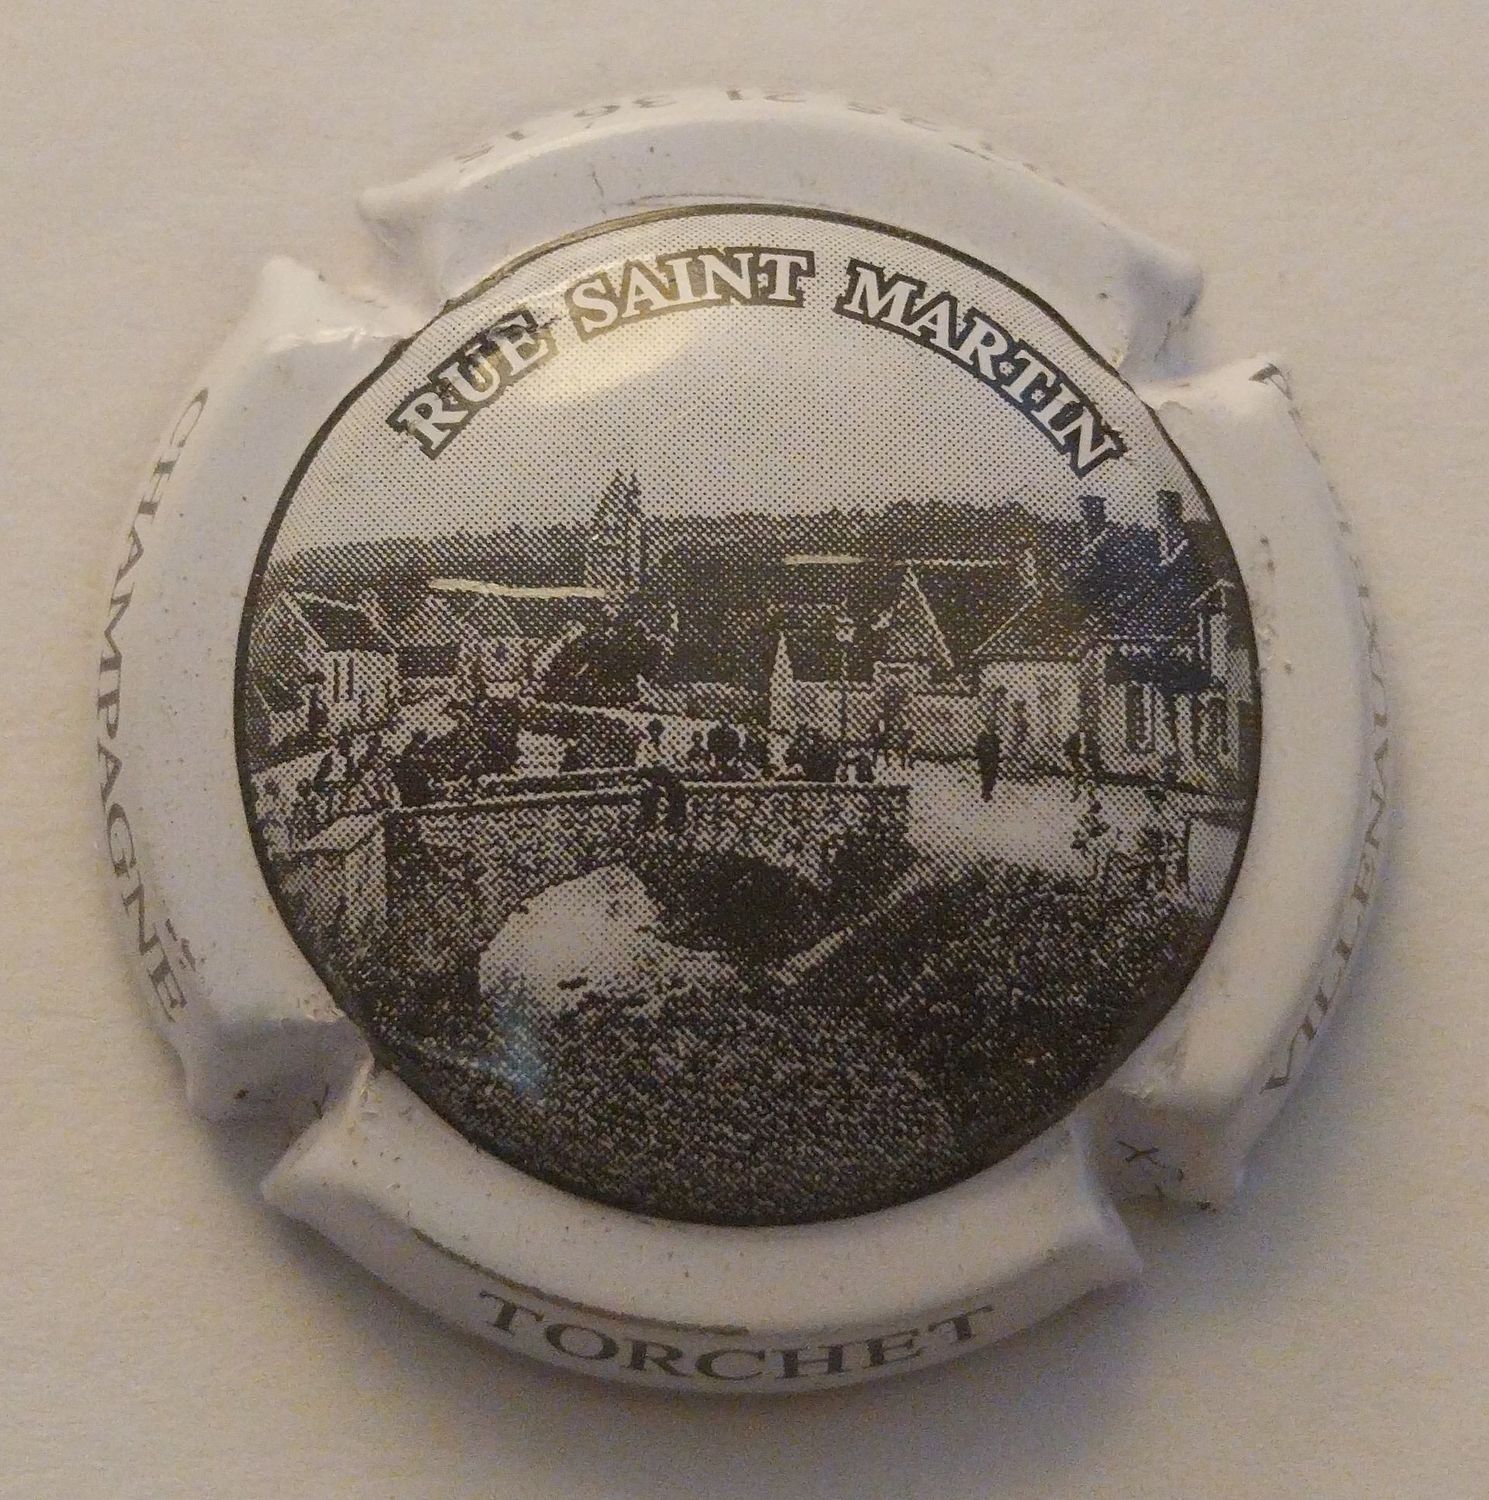 RUE SAINT MARTIN
CHAMPAGNE
TORCHET